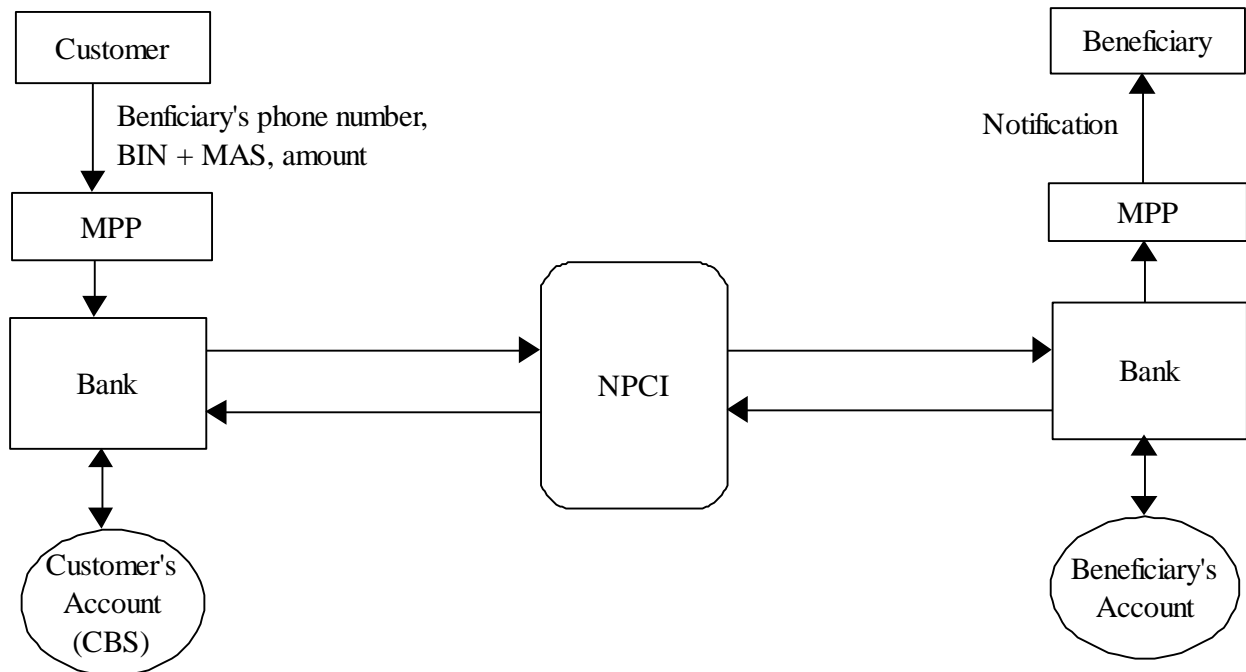 Customer
Beneficiary
Benficiary's phone number,
BIN + MAS, amount
Notification
MPP
MPP
Bank
NPCI
Bank
Customer's
Account
(CBS)
Beneficiary's
Account